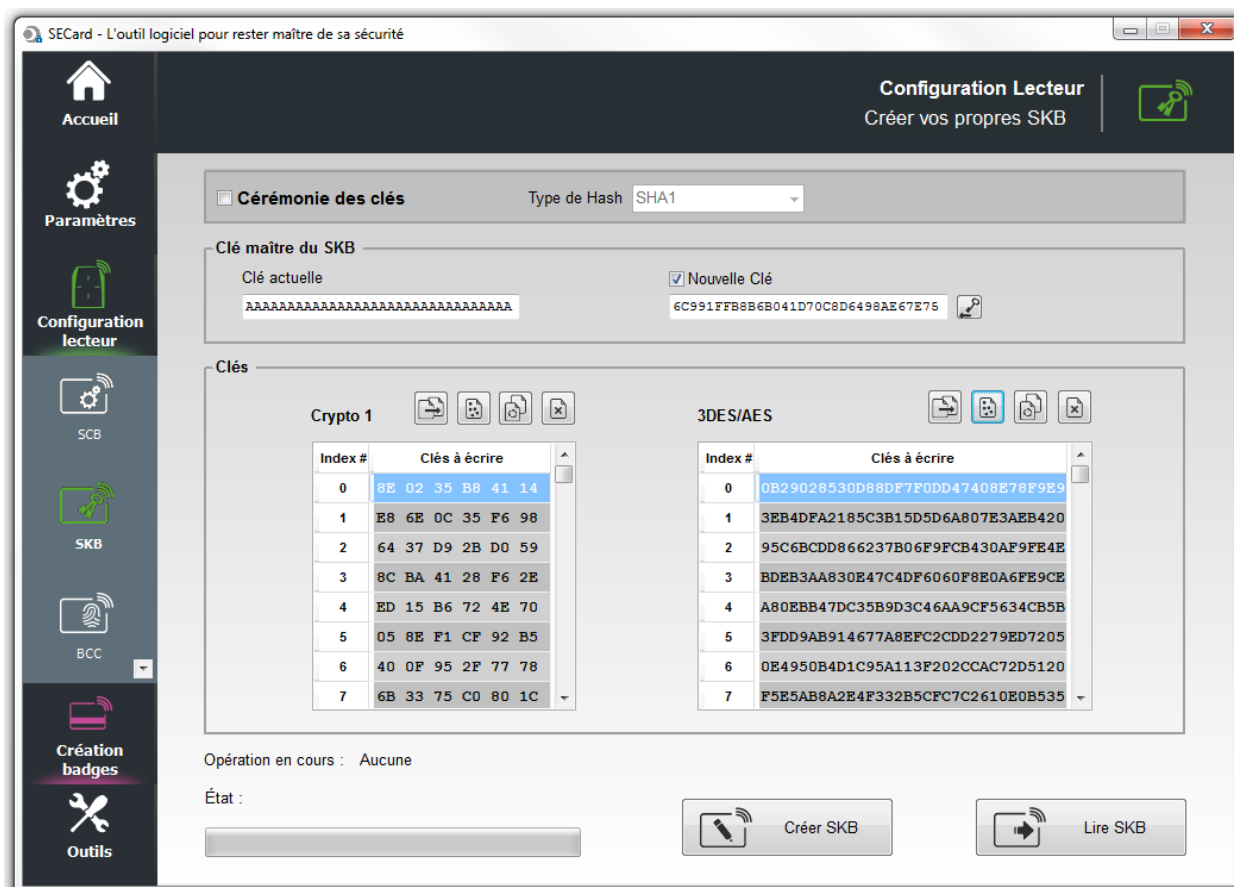 SECard - L'outil logiciel pour rester maître de sa sécurité
Accueil
Configuration Lecteur
Créer vos propres SKB
Paramètres
Cérémonie des clés
Type de Hash
SHA1
Clé maître du SKB
Clé actuelle
Nouvelle Clé
AAAAAAAAAAAAAAAAAAAAAAAAAAAAAAAA
6C991FFB8B6B041D70C8D6498AE67E75
Configuration
lecteur
Clés
SCB
Crypto 1
3DES/AES
Index # Clés à écrire
0 8E 02 35 B8 41 14
1 E8 6E 0C 35 F6 98
2 64 37 D9 2B D0 59
3 8C BA 41 28 F6 2E
4 ED 15 B6 72 4E 70
5 05 8E F1 CF 92 B5
6 40 0F 95 2F 77 78
7 6B 33 75 C0 80 1C
Index # Clés à écrire
0 0B29028530D88DF7F0DD47408E78F9E9
1 3EB4DFA2185C3B15D5D6A807E3AEB420
2 95C6BCDD866237B06F9FCB430AF9FE4E
3 BDEB3AA830E47C4DF6060F8E0A6FE9CE
4 A80EBB47DC35B9D3C46AA9CF5634CB5B
5 3FDD9AB914677A8EFC2CDD2279ED7205
6 0E4950B4D1C95A113F202CCAC72D5120
7 F5E5AB8A2E4F332B5CFC7C2610E0B535
SKB
BCC
Création
badges
Outils
Opération en cours : Aucune
État :
Créer SKB
Lire SKB